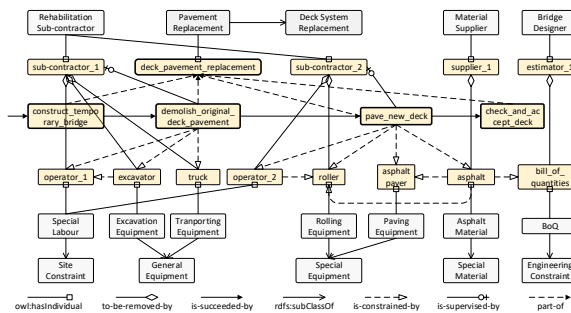 Rehabilitation
Sub-contractor
Pavement
Replacement
Deck System
Replacement
Material
Supplier
Bridge
Designer
sub-contractor_1
deck_pavement_replacement
sub-contractor_2
supplier_1
estimator_1
construct_tempo
rary_bridge
demolish_original_
deck_pavement
pave_new_deck
check_and_ac
cept_deck
operator_1
excavator
truck
operator_2
roller
asphalt
paver
asphalt
bill_of_
quantities
Special
Labour
Excavation
Equipment
Tranporting
Equipment
Rolling
Equipment
Paving
Equipment
Asphalt
Material
BoQ
Site
Constraint
General
Equipment
Special
Equipment
Special
Material
Engineering
Constraint
owl:hasIndividual
to-be-removed-by
is-succeeded-by
rdfs:subClassOf
is-constrained-by
is-supervised-by
part-of